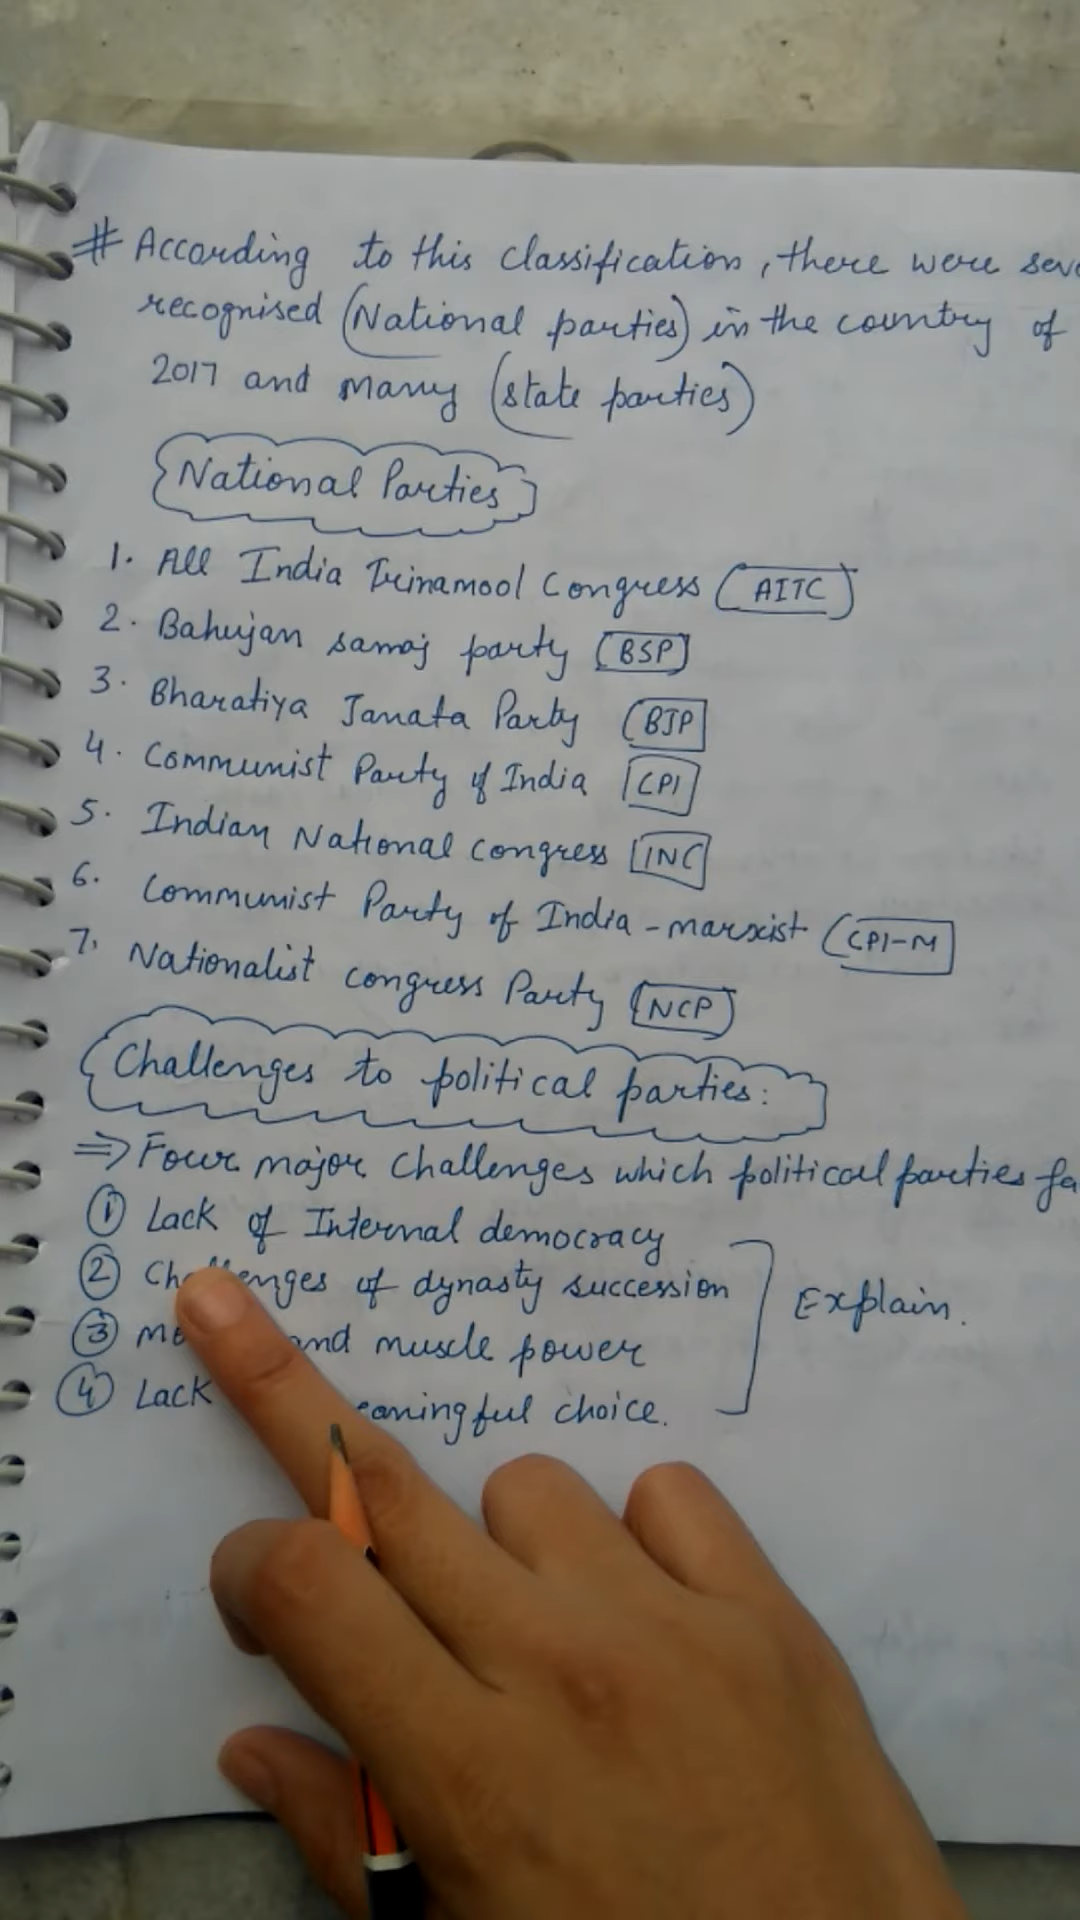 # According to this classification, there were
recognised (National parties) in the country of
2017 and many (state parties)
National Parties
1. All India Trinamool Congress (AITC)
2. Bahujan samaj party [BSP]
3. Bharatiya Janata Party (BJP]
4. Communist Party of India [CPI]
5. Indian National congress [INC]
6. Communist Party of India - marxist (CPI-M]
7. Nationalist congress Party [NCP]
Challenges to political parties:
⇒ Four major challenges which political parties
① Lack of Internal democracy
② Challenges of dynasty succession
③ and muscle power
④ Lack choice.
Explain.